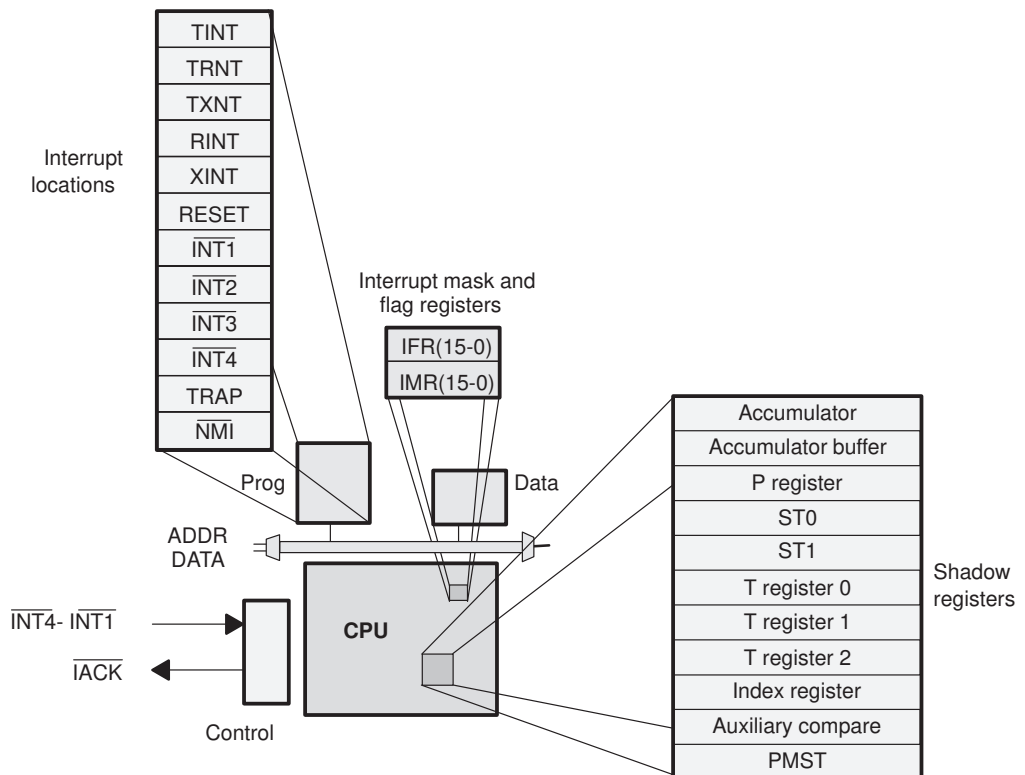 TINT
TRNT
TXNT
RINT
XINT
RESET
INT1
INT2
INT3
INT4
TRAP
NMI
Interrupt
locations
Interrupt mask and
flag registers
IFR(15-0)
IMR(15-0)
Prog
Data
ADDR
DATA
INT4- INT1
IACK
Control
CPU
Accumulator
Accumulator buffer
P register
ST0
ST1
T register 0
T register 1
T register 2
Index register
Auxiliary compare
PMST
Shadow
registers